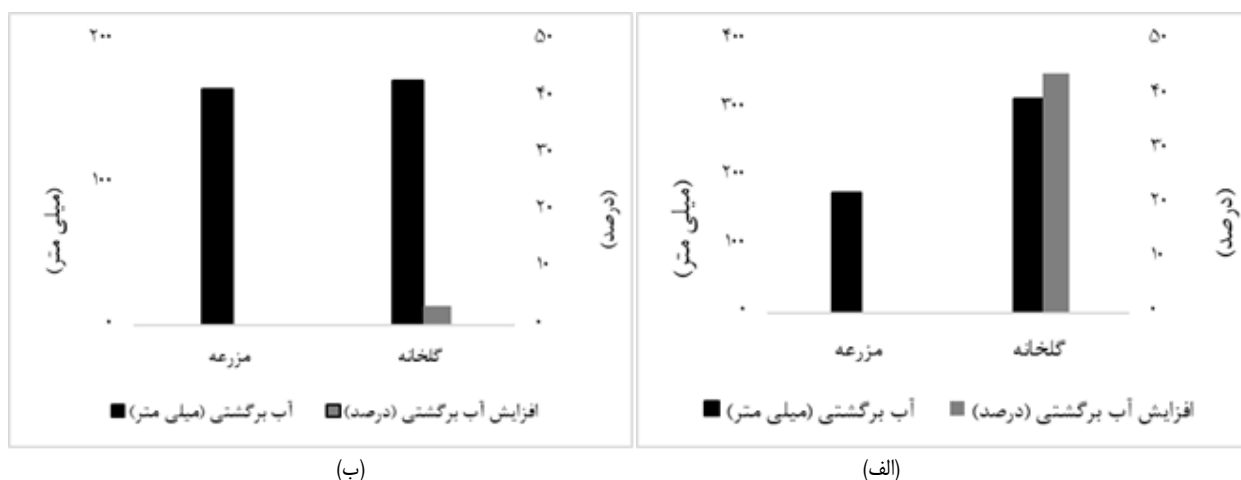 ۴۰۰
۳۰۰
۲۰۰
۱۰۰
۰
(میلی متر)
۵۰
۴۰
۳۰
۲۰
۱۰
۰
(درصد)
مزرعه
گلخانه
آب برگشتی (میلی متر)
افزایش آب برگشتی (درصد)
(الف)
۲۰۰
۱۰۰
۰
(میلی متر)
۵۰
۴۰
۳۰
۲۰
۱۰
۰
(درصد)
مزرعه
گلخانه
آب برگشتی (میلی متر)
افزایش آب برگشتی (درصد)
(ب)